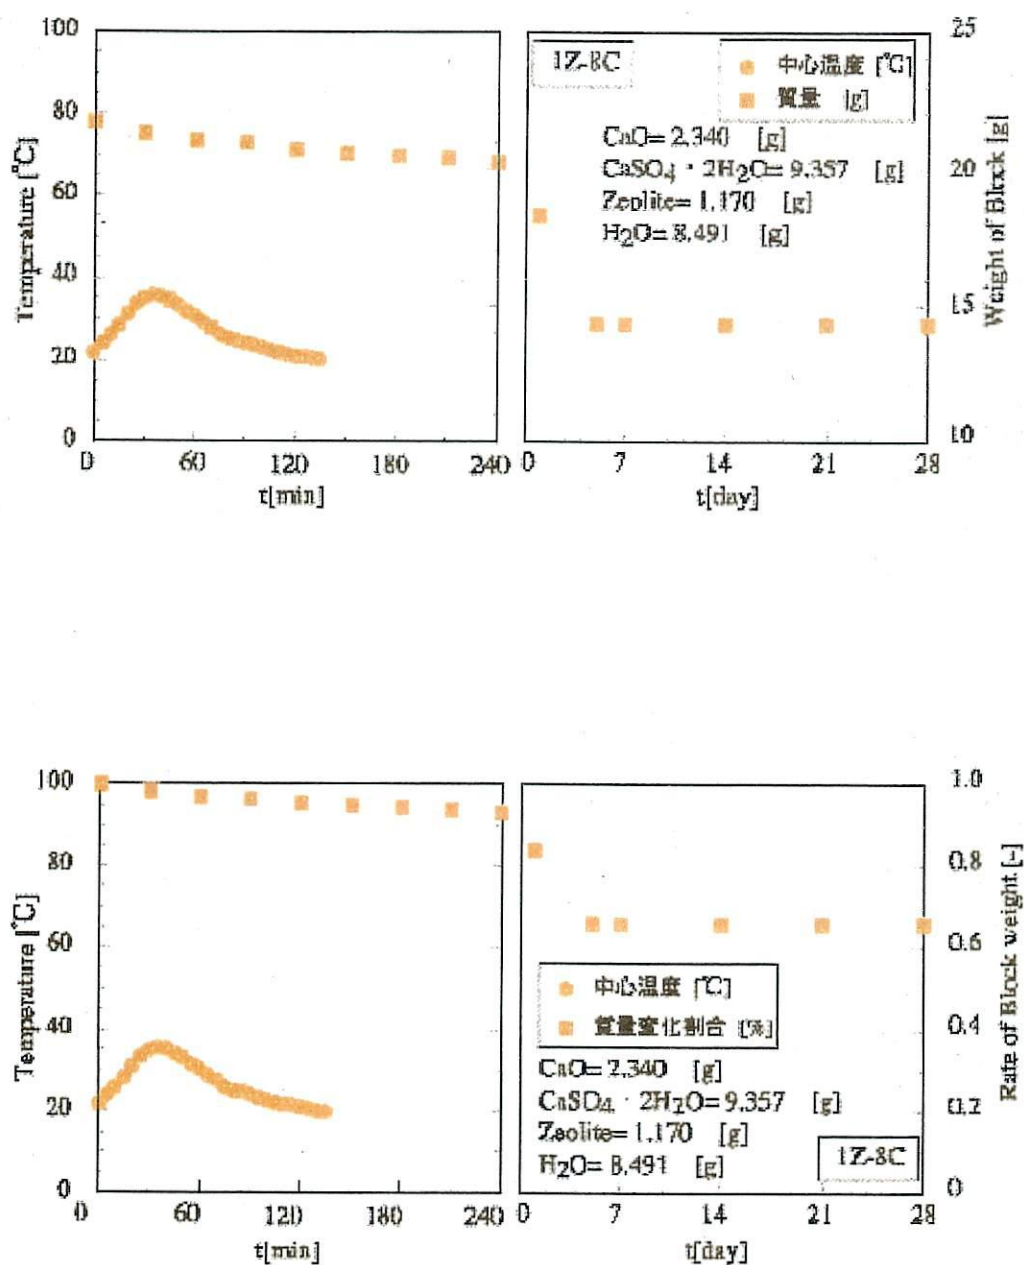 100
80
60
40
20
0
Temperature [℃]
0 60 120 180 240
t[min]
1Z-8C
中心温度 [℃]
質量 [g]
CaO=2.340 [g]
CaSO₄・2H₂O=9.357 [g]
Zeolite=1.170 [g]
H₂O=8.491 [g]
25
20
15
10
Weight of Block [g]
0 7 14 21 28
t[day]
100
80
60
40
20
0
Temperature [℃]
0 60 120 180 240
t[min]
1.0
0.8
0.6
0.4
0.2
0
Rate of Block weight [-]
中心温度 [℃]
質量変化割合 [%]
CaO=2.340 [g]
CaSO₄・2H₂O=9.357 [g]
Zeolite=1.170 [g]
H₂O=8.491 [g]
1Z-8C
0 7 14 21 28
t[day]